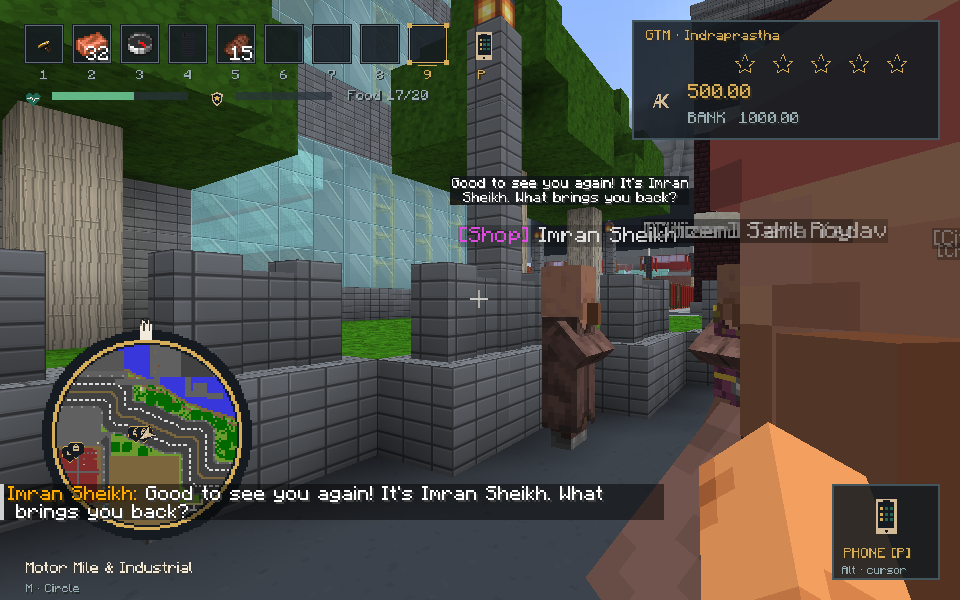 32
15
1 2 3 4 5 6 7 8 9 P
Food 17/20
GTM · Indraprastha
500.00
BANK 1000.00
Good to see you again! It's Imran
Sheikh. What brings you back?
[Shop] Imran Sheikh
Imran Sheikh: Good to see you again! It's Imran Sheikh. What
brings you back?
Motor Mile & Industrial
M · Circle
PHONE [P]
Alt · cursor